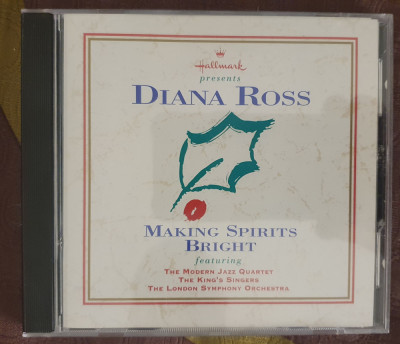 Hallmark
presents
DIANA ROSS
MAKING SPIRITS
BRIGHT
featuring
THE MODERN JAZZ QUARTET
THE KING'S SINGERS
THE LONDON SYMPHONY ORCHESTRA